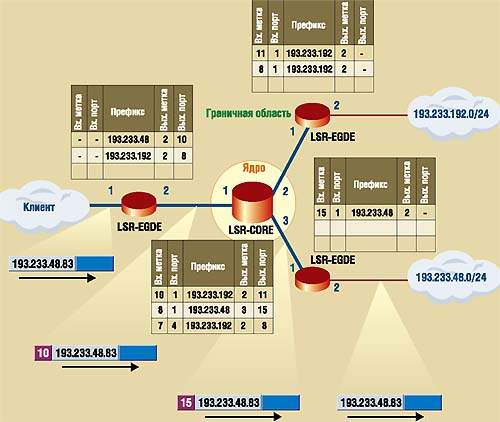 Вх. метка Вх. порт Префикс Вых. метка Вых. порт
11 1 193.233.192 2 -
8 1 193.233.192 2 -
Вх. метка Вх. порт Префикс Вых. метка Вых. порт
- - 193.233.48 2 10
- - 193.233.192 2 8
Граничная область
2
193.233.192.0/24
1
LSR-EGDE
Ядро
Вх. метка Вх. порт Префикс Вых. метка Вых. порт
15 1 193.233.48 2 -
Клиент
1
2
LSR-EGDE
1
2
3
LSR-CORE
LSR-EGDE
1
2
193.233.48.0/24
Вх. метка Вх. порт Префикс Вых. метка Вых. порт
10 1 193.233.192 2 11
8 1 193.233.48 3 15
7 4 193.233.192 2 8
193.233.48.83
10 193.233.48.83
15 193.233.48.83
193.233.48.83